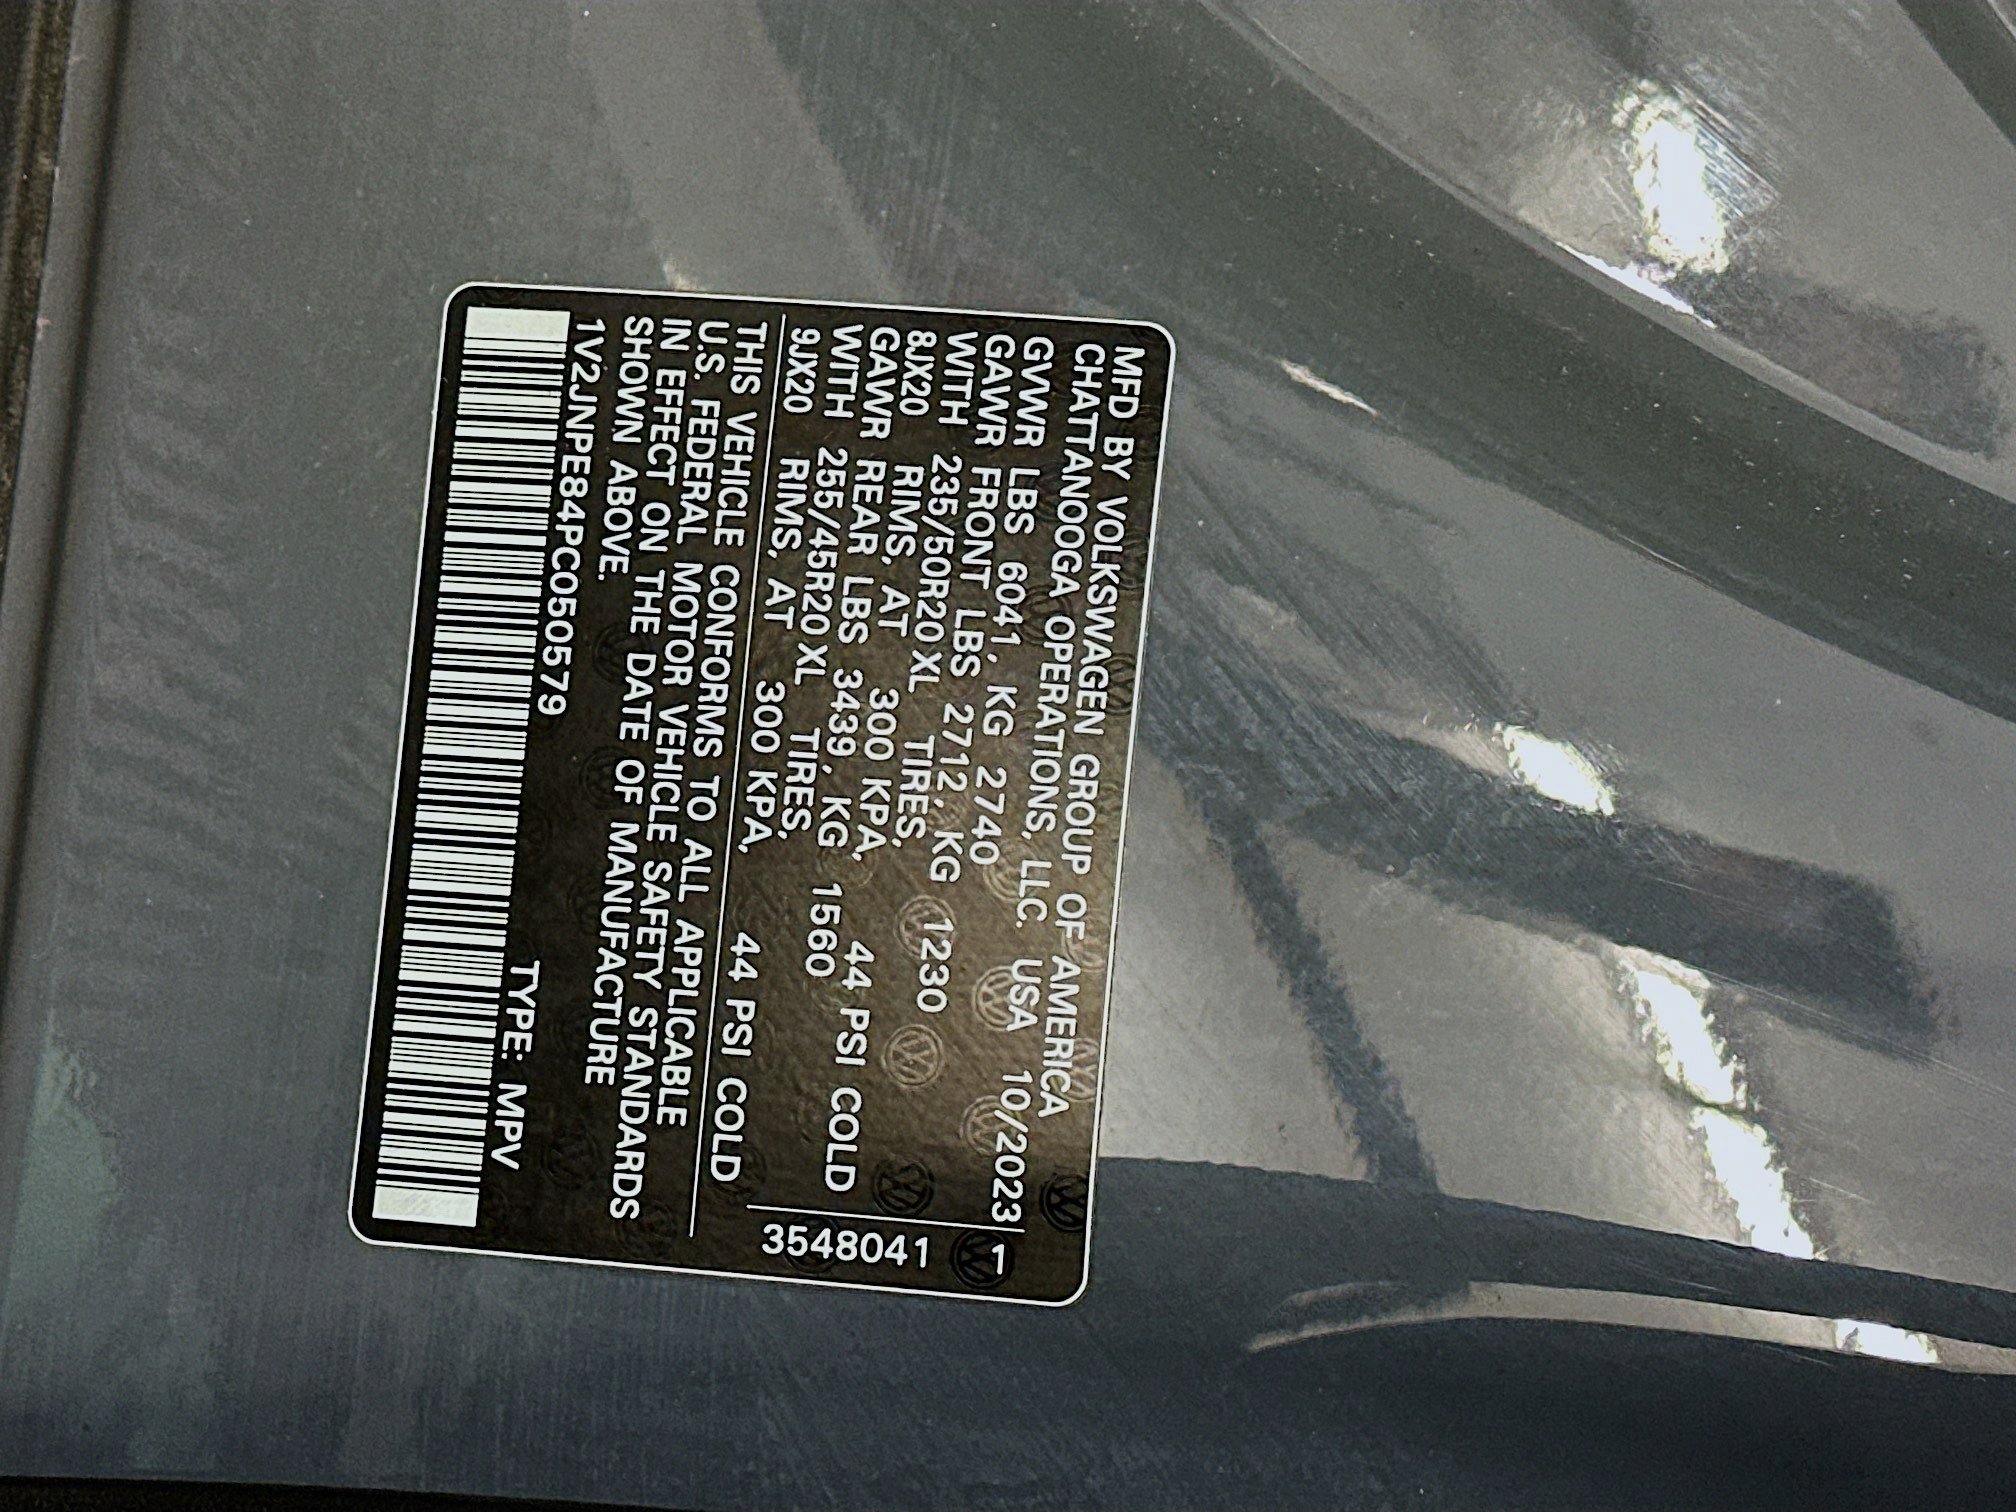 MFD BY VOLKSWAGEN GROUP OF AMERICA
CHATTANOOGA OPERATIONS, LLC. USA 10/2023 1
GVWR LBS 6041, KG 2740
GAWR FRONT LBS 2712, KG 1230
WITH 235/50R20 XL TIRES,
8JX20 RIMS, AT 300 KPA, 44 PSI COLD
GAWR REAR LBS 3439, KG 1560
WITH 255/45R20 XL TIRES,
9JX20 RIMS, AT 300 KPA, 44 PSI COLD
3548041
THIS VEHICLE CONFORMS TO ALL APPLICABLE
U.S. FEDERAL MOTOR VEHICLE SAFETY STANDARDS
IN EFFECT ON THE DATE OF MANUFACTURE
SHOWN ABOVE.
1V2JNPE84PC050579 TYPE: MPV